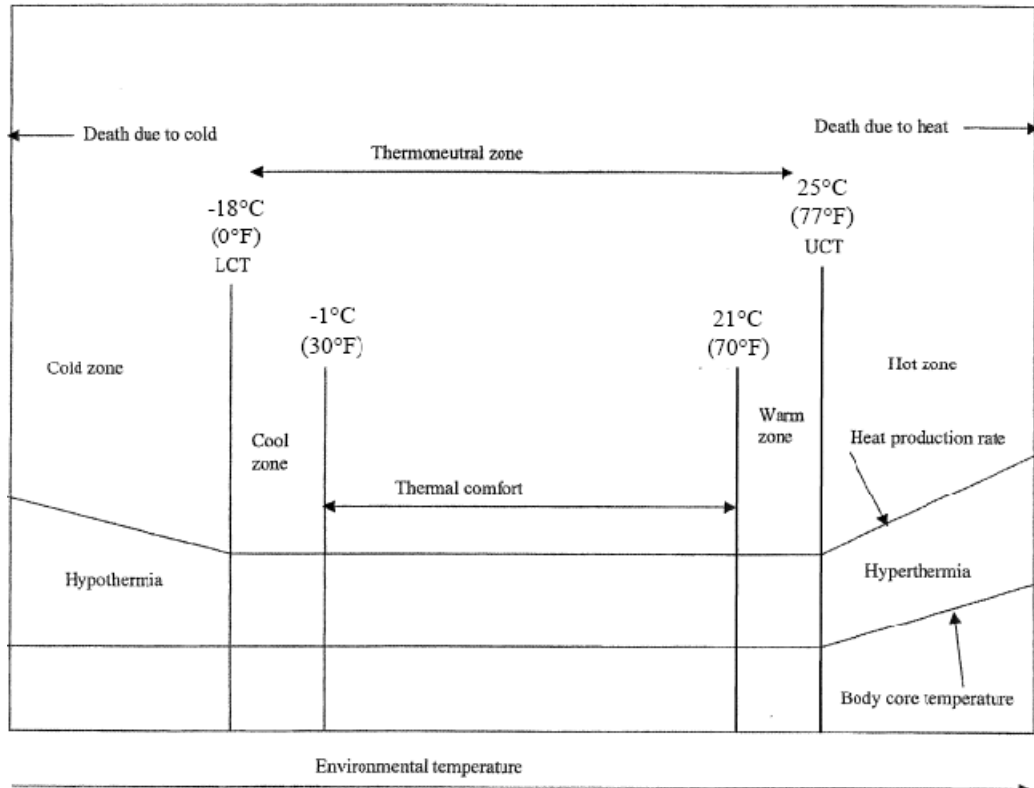 Death due to cold
Death due to heat
Thermoneutral zone
-18°C
(0°F)
LCT
25°C
(77°F)
UCT
-1°C
(30°F)
21°C
(70°F)
Cold zone
Hot zone
Cool
zone
Warm
zone
Heat production rate
Thermal comfort
Hypothermia
Hyperthermia
Body core temperature
Environmental temperature